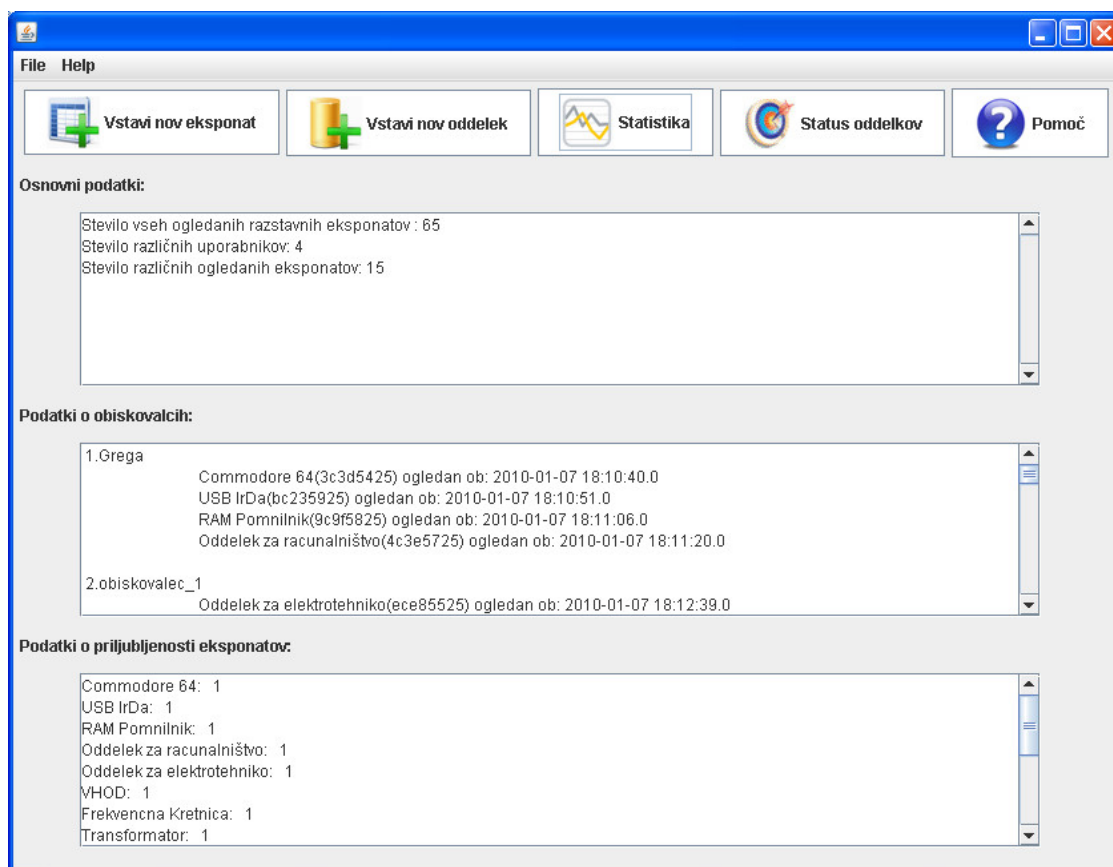 File Help
Vstavi nov eksponat Vstavi nov oddelek Statistika Status oddelkov Pomoč
Osnovni podatki:
Stevilo vseh ogledanih razstavnih eksponatov : 65
Stevilo različnih uporabnikov: 4
Stevilo različnih ogledanih eksponatov: 15
Podatki o obiskovalcih:
1.Grega
Commodore 64(3c3d5425) ogledan ob: 2010-01-07 18:10:40.0
USB IrDa(bc235925) ogledan ob: 2010-01-07 18:10:51.0
RAM Pomnilnik(9c9f5825) ogledan ob: 2010-01-07 18:11:06.0
Oddelek za racunalništvo(4c3e5725) ogledan ob: 2010-01-07 18:11:20.0
2.obiskovalec_1
Oddelek za elektrotehniko(ece85525) ogledan ob: 2010-01-07 18:12:39.0
Podatki o priljubljenosti eksponatov:
Commodore 64: 1
USB IrDa: 1
RAM Pomnilnik: 1
Oddelek za racunalništvo: 1
Oddelek za elektrotehniko: 1
VHOD: 1
Frekvencna Kretnica: 1
Transformator: 1